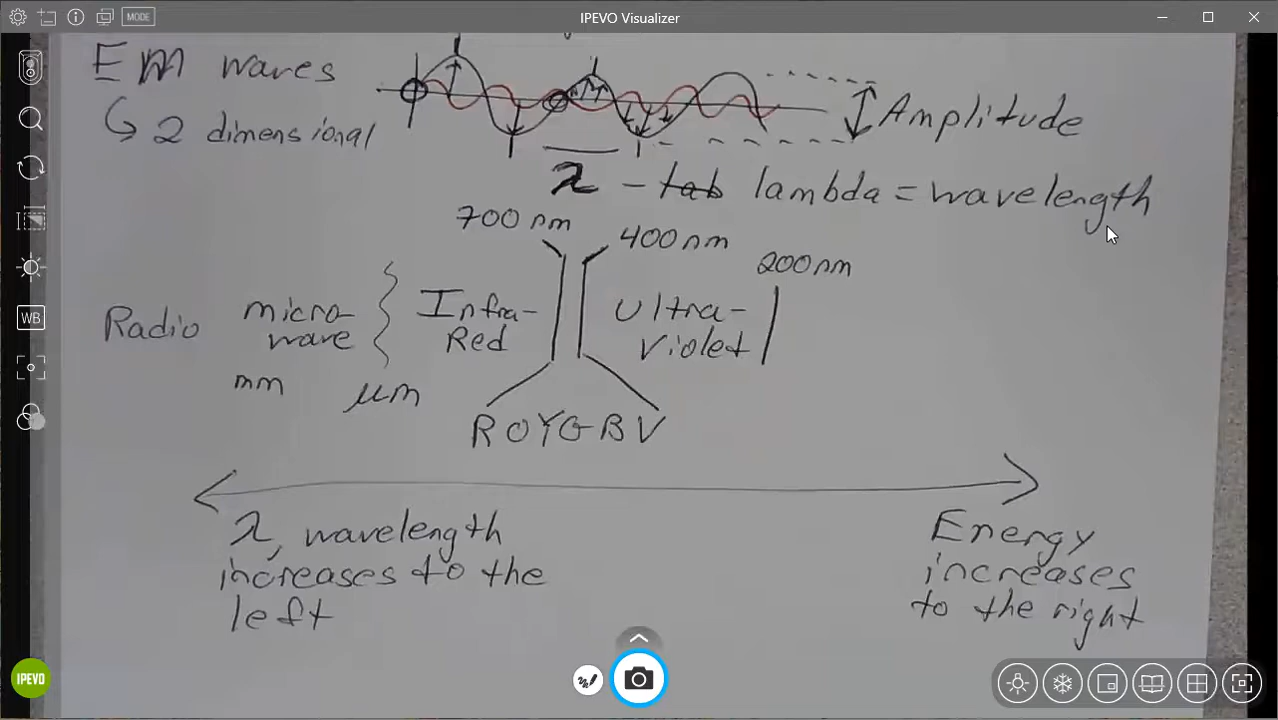 IPEVO Visualizer
MODE
EM waves
2 dimensional
Amplitude
λ - tab lambda = wavelength
700 nm
400 nm
200 nm
Radio
micro-
wave
Infra-
Red
Ultra-
Violet
mm
μm
ROYGBV
λ, wavelength
increases to the
left
Energy
increases
to the right
WB
IPEVO